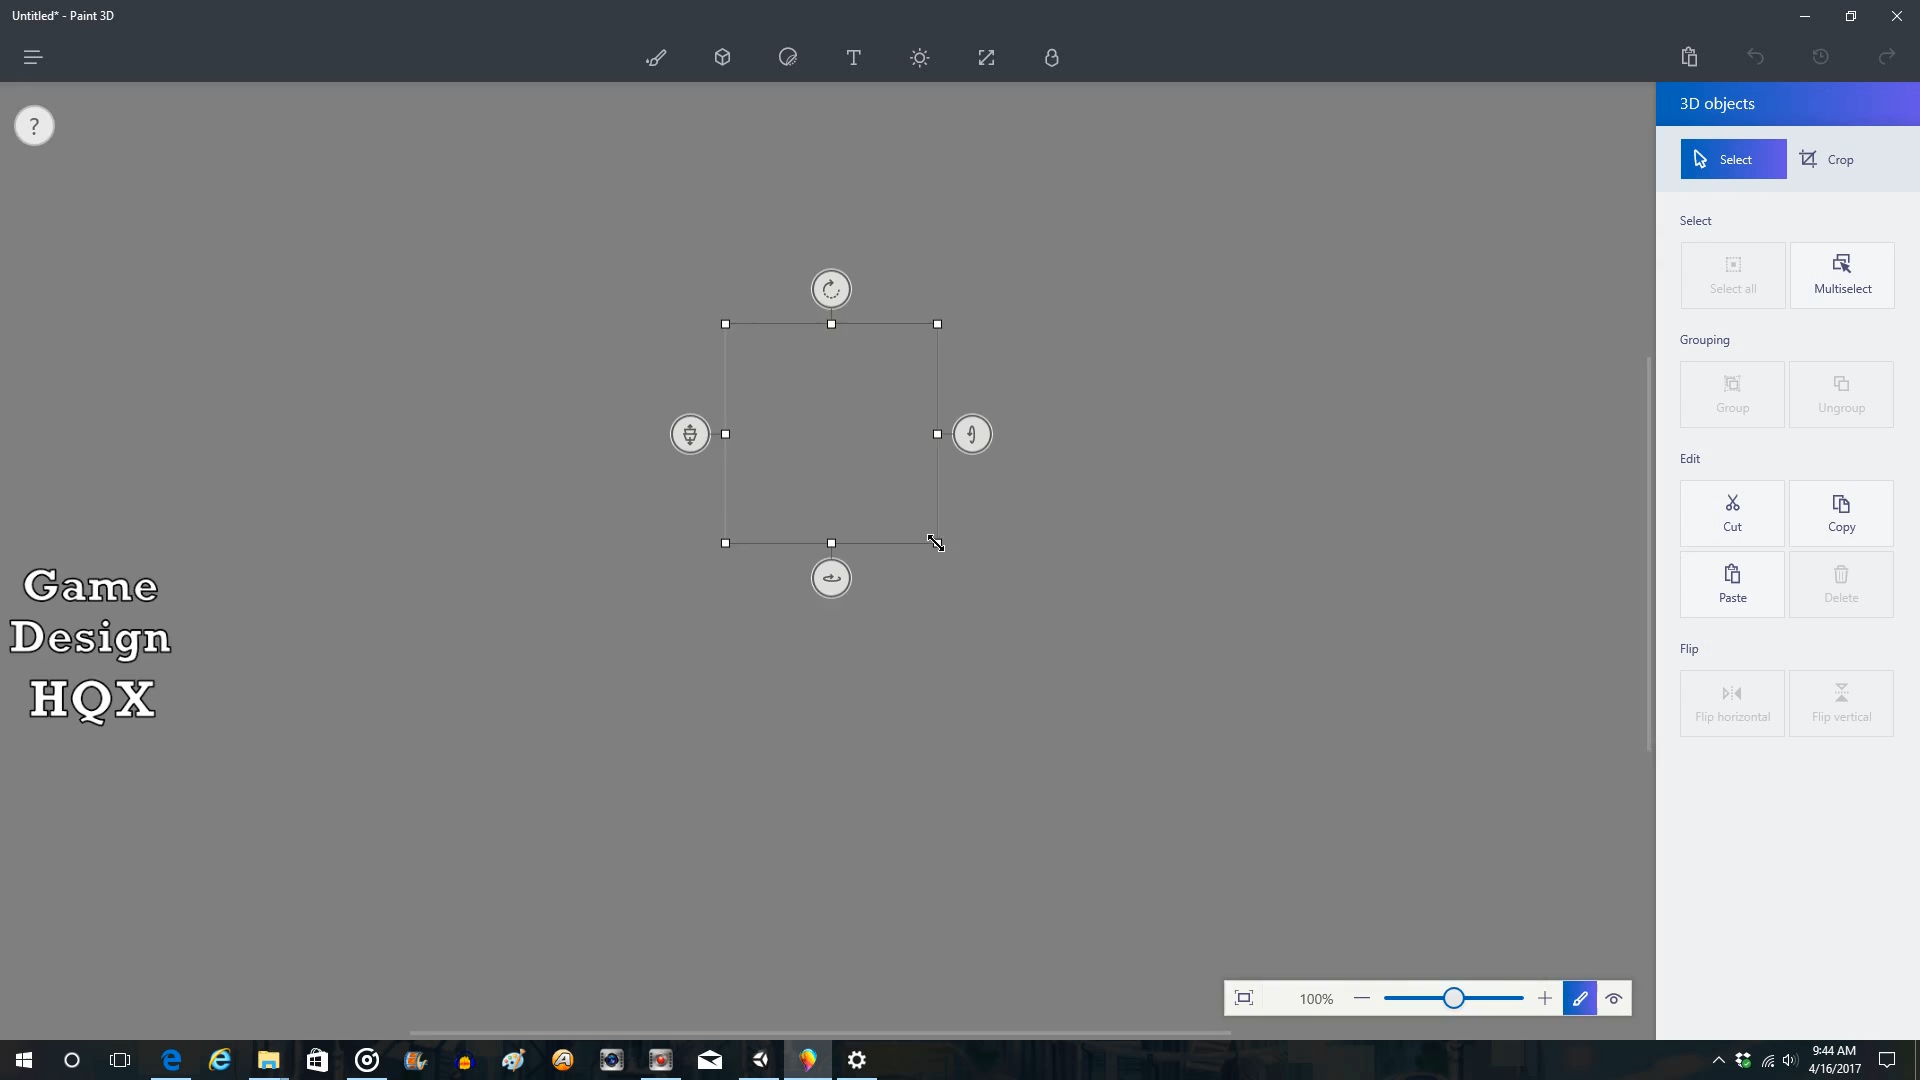 Untitled* - Paint 3D
?
3D objects
Select
Crop
Select
Select all
Multiselect
Grouping
Group
Ungroup
Edit
Cut
Copy
Paste
Delete
Flip
Flip horizontal
Flip vertical
Game
Design
HQX
100%
9:44 AM
4/16/2017